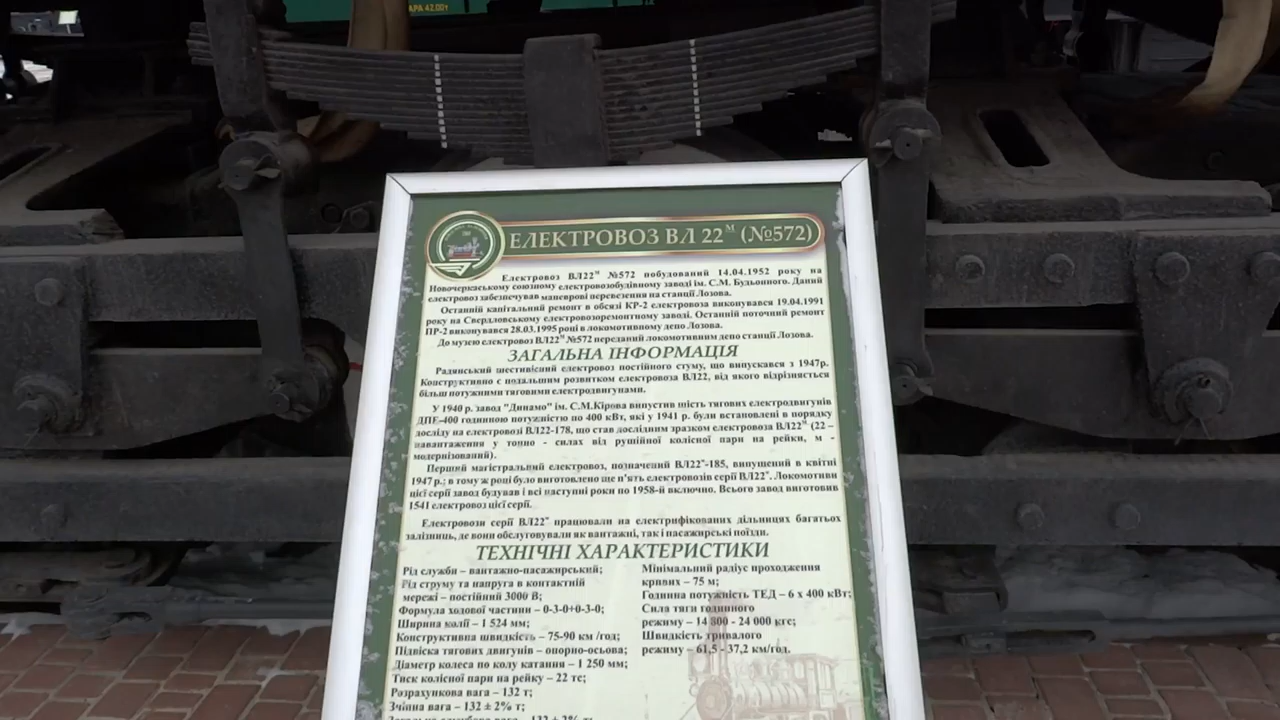 АРА 42.00т
ЕЛЕКТРОВОЗ ВЛ 22ᴹ (№572)
Електровоз ВЛ22ᴹ №572 побудований 14.04.1952 року на
Новочеркаському союзному електровозобудівному заводі ім. С.М. Будьонного. Даний
електровоз забезпечував маневрові перевезення на станції Лозова.
Останній капітальний ремонт в обсязі КР-2 електровоза виконувався 19.04.1991
року на Свердловському електровозоремонтному заводі. Останній поточний ремонт
ПР-2 виконувався 28.03.1995 році в локомотивному депо Лозова.
До музею електровоз ВЛ22ᴹ №572 переданий локомотивним депо станції Лозова.
ЗАГАЛЬНА ІНФОРМАЦІЯ
Радянський шестивісний електровоз постійного стуму, що випускався з 1947р.
Конструктивно є подальшим розвитком електровоза ВЛ22, від якого відрізняється
більш потужними тяговими електродвигунами.
У 1940 р. завод "Динамо" ім. С.М.Кірова випустив шість тягових електродвигунів
ДПЕ-400 годинною потужністю по 400 кВт, які у 1941 р. були встановлені в порядку
досліду на електровозі ВЛ22-178, що став дослідним зразком електровоза ВЛ22ᴹ (22 –
навантаження у тонно - силах від рушійної колісної пари на рейки, м -
модернізований).
Перший магістральний електровоз, позначений ВЛ22ᴹ-185, випущений в квітні
1947 р.; в тому ж році було виготовлено ще п'ять електровозів серії ВЛ22ᴹ. Локомотиви
цієї серії завод будував і всі наступні роки по 1958-й включно. Всього завод виготовив
1541 електровоз цієї серії.
Електровози серії ВЛ22ᴹ працювали на електрифікованих дільницях багатьох
залізниць, де вони обслуговували як вантажні, так і пасажирські поїзди.
ТЕХНІЧНІ ХАРАКТЕРИСТИКИ
Рід служби – вантажно-пасажирський;
Рід струму та напруга в контактній
мережі – постійний 3000 В;
Формула ходової частини – 0-3-0+0-3-0;
Ширина колії – 1 524 мм;
Конструктивна швидкість – 75-90 км /год;
Підвіска тягових двигунів – опорно-осьова;
Діаметр колеса по колу катання – 1 250 мм;
Тиск колісної пари на рейку – 22 тс;
Розрахункова вага – 132 т;
Зчіпна вага – 132 ± 2% т;
Мінімальний радіус проходження
кривих – 75 м;
Годинна потужність ТЕД – 6 х 400 кВт;
Сила тяги годинного
режиму – 14 800 - 24 000 кгс;
Швидкість тривалого
режиму – 61,5 - 37,2 км/год.